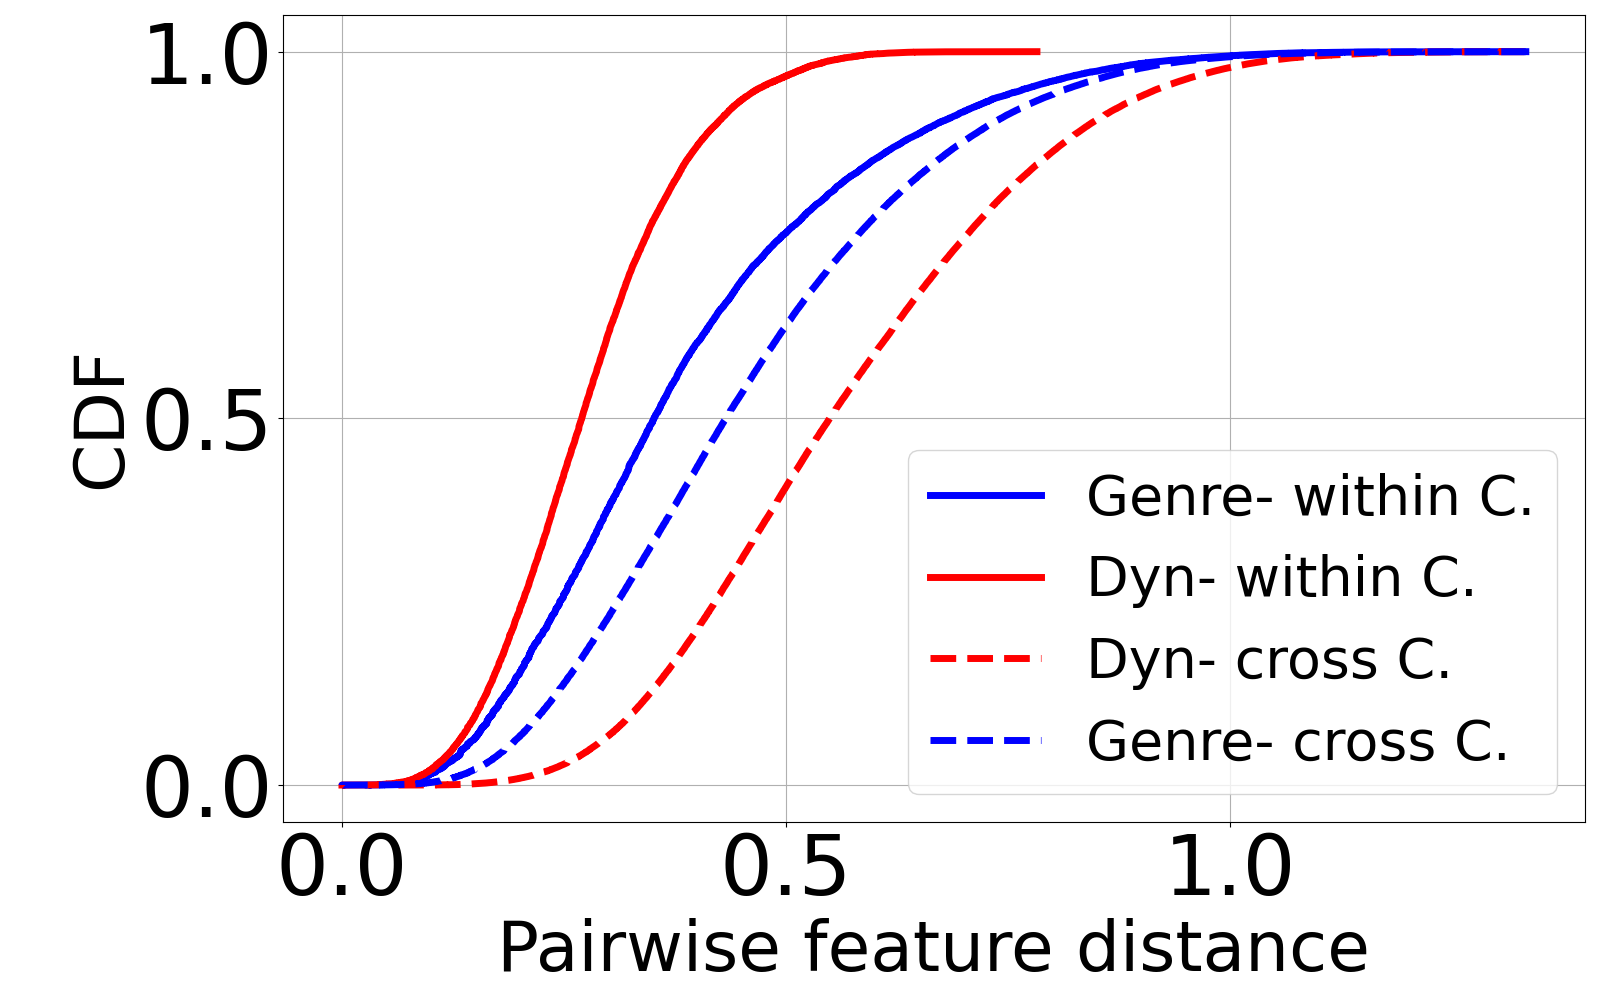 1.0
0.5
0.0
CDF
Genre- within C.
Dyn- within C.
Dyn- cross C.
Genre- cross C.
0.0 0.5 1.0
Pairwise feature distance